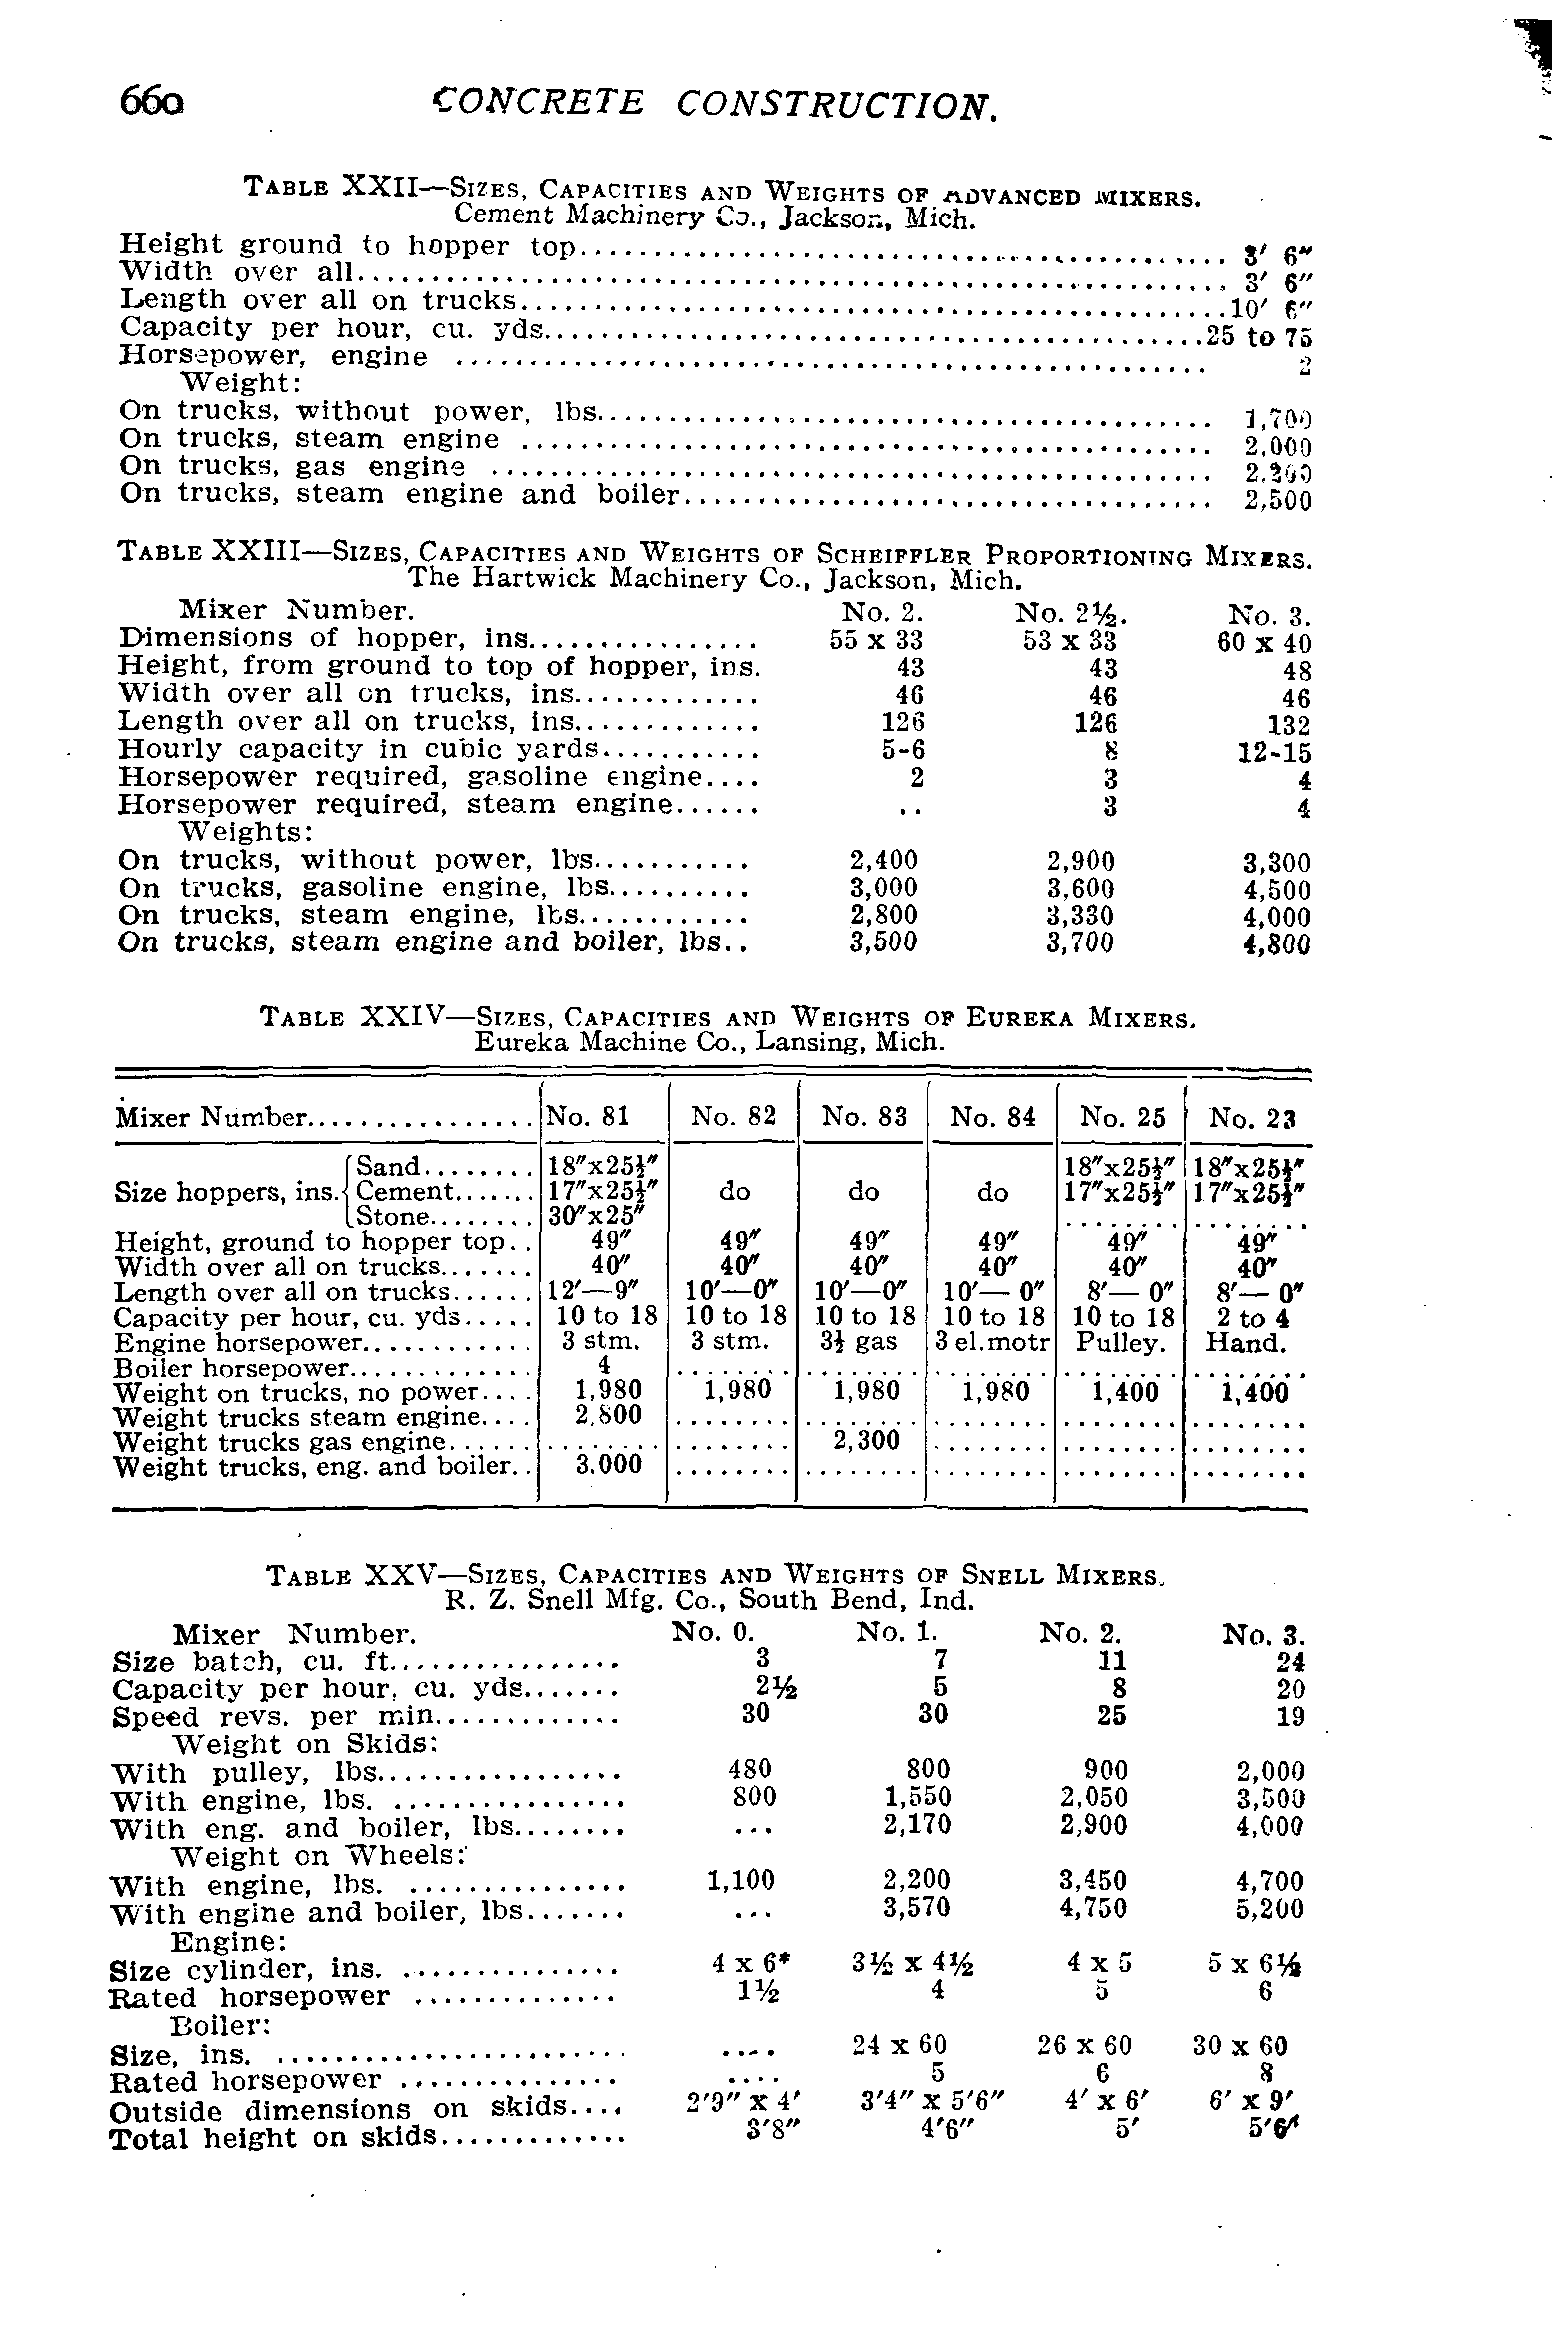 660 CONCRETE CONSTRUCTION.
TABLE XXII—SIZES, CAPACITIES AND WEIGHTS OF ADVANCED MIXERS.
Cement Machinery Co., Jackson, Mich.
Height ground to hopper top.......... 3' 6"
Width over all.......... 3' 6"
Length over all on trucks.......... 10' 6"
Capacity per hour, cu. yds.......... 25 to 75
Horsepower, engine .......... 2
Weight:
On trucks, without power, lbs.......... 1,700
On trucks, steam engine .......... 2,000
On trucks, gas engine ..........
On trucks, steam engine and boiler.......... 2,500
TABLE XXIII—SIZES, CAPACITIES AND WEIGHTS OF SCHEIFFLER PROPORTIONING MIXERS.
The Hartwick Machinery Co., Jackson, Mich.
Mixer Number. No. 2. No. 2½. No. 3.
Dimensions of hopper, ins.......... 55 x 33 53 x 33 60 x 40
Height, from ground to top of hopper, ins. 43 43 48
Width over all on trucks, ins.......... 46 46 46
Length over all on trucks, ins.......... 126 126 132
Hourly capacity in cubic yards.......... 5-6 8 12-15
Horsepower required, gasoline engine.... 2 3 4
Horsepower required, steam engine...... .. 3 4
Weights:
On trucks, without power, lbs.......... 2,400 2,900 3,300
On trucks, gasoline engine, lbs.......... 3,000 3,600 4,500
On trucks, steam engine, lbs.......... 2,800 3,330 4,000
On trucks, steam engine and boiler, lbs.. 3,500 3,700 4,800
TABLE XXIV—SIZES, CAPACITIES AND WEIGHTS OF EUREKA MIXERS.
Eureka Machine Co., Lansing, Mich.
Mixer Number.......... No. 81 No. 82 No. 83 No. 84 No. 25 No. 23
Sand........ 18"x25½" 18"x25½" 18"x25½"
Size hoppers, ins. Cement....... 17"x25½" do do do 17"x25½" 17"x25½"
Stone........ 30"x25" ........ ........
Height, ground to hopper top.. 49" 49" 49" 49" 49" 49"
Width over all on trucks....... 40" 40" 40" 40" 40" 40"
Length over all on trucks...... 12'—9" 10'—0" 10'—0" 10'— 0" 8'— 0" 8'— 0"
Capacity per hour, cu. yds..... 10 to 18 10 to 18 10 to 18 10 to 18 10 to 18 2 to 4
Engine horsepower.......... 3 stm. 3 stm. 3½ gas 3 el.motr Pulley. Hand.
Boiler horsepower.......... 4 ........ ........ ........ ........ ........
Weight on trucks, no power.... 1,980 1,980 1,980 1,980 1,400 1,400
Weight trucks steam engine.... 2,800 ........ ........ ........ ........ ........
Weight trucks gas engine...... ........ ........ 2,300 ........ ........ ........
Weight trucks, eng. and boiler.. 3,000 ........ ........ ........ ........ ........
TABLE XXV—SIZES, CAPACITIES AND WEIGHTS OF SNELL MIXERS.
R. Z. Snell Mfg. Co., South Bend, Ind.
Mixer Number. No. 0. No. 1. No. 2. No. 3.
Size batch, cu. ft.......... 3 7 11 24
Capacity per hour, cu. yds....... 2½ 5 8 20
Speed revs. per min.......... 30 30 25 19
Weight on Skids:
With pulley, lbs.......... 480 800 900 2,000
With engine, lbs. .......... 800 1,550 2,050 3,500
With eng. and boiler, lbs........ ... 2,170 2,900 4,000
Weight on Wheels:
With engine, lbs. .......... 1,100 2,200 3,450 4,700
With engine and boiler, lbs....... ... 3,570 4,750 5,200
Engine:
Size cylinder, ins. .......... 4 x 6* 3½ x 4½ 4 x 5 5 x 6½
Rated horsepower .......... 1½ 4 5 6
Boiler:
Size, ins. .......... .... 24 x 60 26 x 60 30 x 60
Rated horsepower .......... .... 5 6 8
Outside dimensions on skids.... 2'9" x 4' 3'4" x 5'6" 4' x 6' 6' x 9'
Total height on skids.......... 3'8" 4'6" 5' 5'6"